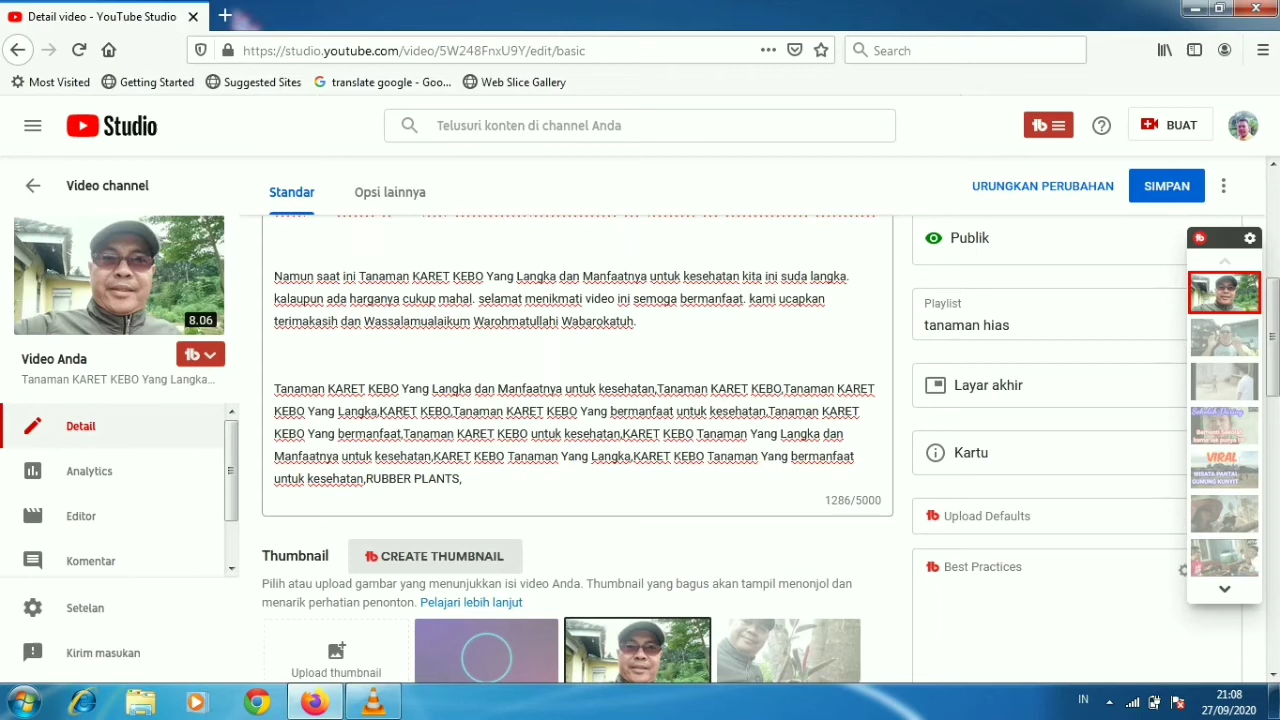 Detail video - YouTube Studio
https://studio.youtube.com/video/5W248FnxU9Y/edit/basic
Search
Most Visited
Getting Started
Suggested Sites
translate google - Goo...
Web Slice Gallery
Studio
Telusuri konten di channel Anda
tb
BUAT
Video channel
Standar
Opsi lainnya
URUNGKAN PERUBAHAN
SIMPAN
8.06
Video Anda
tb
Tanaman KARET KEBO Yang Langka...
Detail
Analytics
Editor
Komentar
Setelan
Kirim masukan
Namun saat ini Tanaman KARET KEBO Yang Langka dan Manfaatnya untuk kesehatan kita ini suda langka.
kalaupun ada harganya cukup mahal. selamat menikmati video ini semoga bermanfaat. kami ucapkan
terimakasih dan Wassalamualaikum Warohmatullahi Wabarokatuh.
Tanaman KARET KEBO Yang Langka dan Manfaatnya untuk kesehatan,Tanaman KARET KEBO,Tanaman KARET
KEBO Yang Langka,KARET KEBO,Tanaman KARET KEBO Yang bermanfaat untuk kesehatan,Tanaman KARET
KEBO Yang bermanfaat,Tanaman KARET KEBO untuk kesehatan,KARET KEBO Tanaman Yang Langka dan
Manfaatnya untuk kesehatan,KARET KEBO Tanaman Yang Langka,KARET KEBO Tanaman Yang bermanfaat
untuk kesehatan,RUBBER PLANTS,
1286/5000
Thumbnail
tb CREATE THUMBNAIL
Pilih atau upload gambar yang menunjukkan isi video Anda. Thumbnail yang bagus akan tampil menonjol dan
menarik perhatian penonton. Pelajari lebih lanjut
Upload thumbnail
Publik
Playlist
tanaman hias
Layar akhir
Kartu
tb Upload Defaults
tb Best Practices
tb
VIRAL
WISATA PANTAI
GUNUNG KUNYIT
IN
21:08
27/09/2020